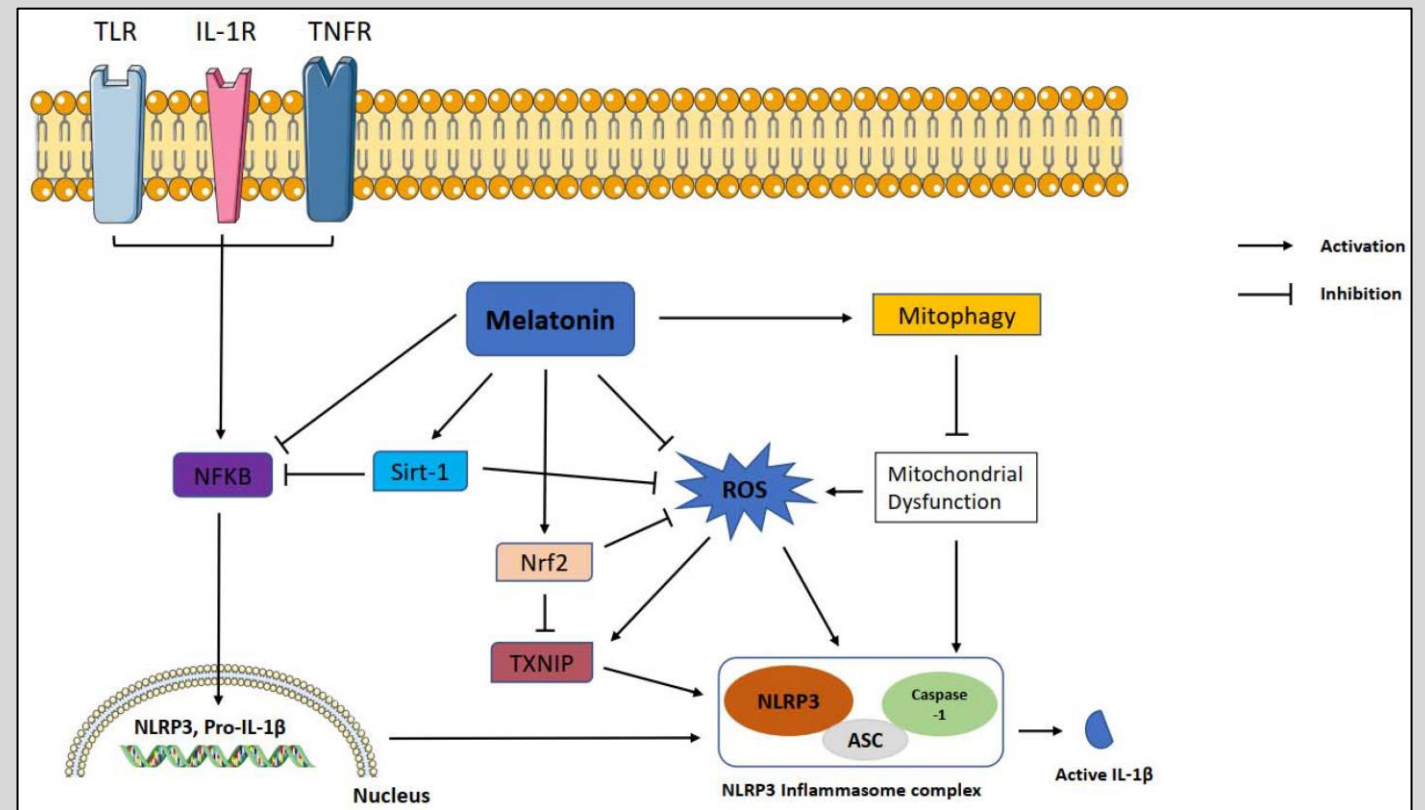 TLR IL-1R TNFR
Activation
Inhibition
Melatonin
Mitophagy
NFKB
Sirt-1
ROS
Mitochondrial
Dysfunction
Nrf2
TXNIP
NLRP3
Caspase
-1
ASC
NLRP3, Pro-IL-1β
Nucleus
NLRP3 Inflammasome complex
Active IL-1β